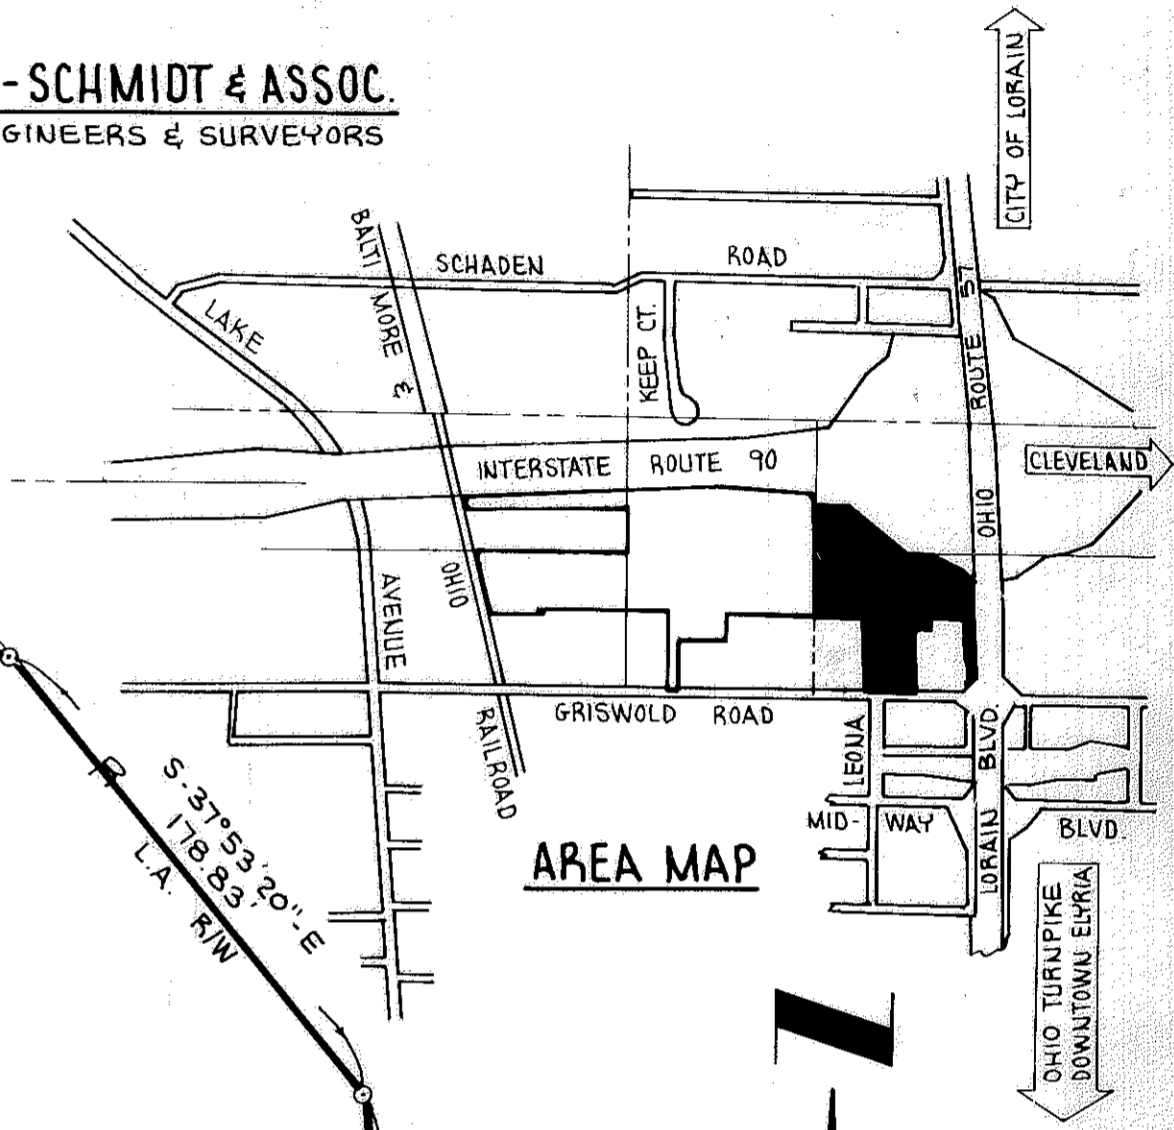 - SCHMIDT & ASSOC.
GINEERS & SURVEYORS
CITY OF LORAIN
BALTI
MORE &
OHIO
RAILROAD
SCHADEN ROAD
LAKE
AVENUE
KEEP CT.
OHIO ROUTE 57
INTERSTATE ROUTE 90
CLEVELAND
GRISWOLD ROAD
LEONA
LORAIN BLVD.
MID- WAY BLVD.
AREA MAP
S-37°53'20"-E
178.83'
L.A. R/W
OHIO TURNPIKE
DOWNTOWN ELYRIA